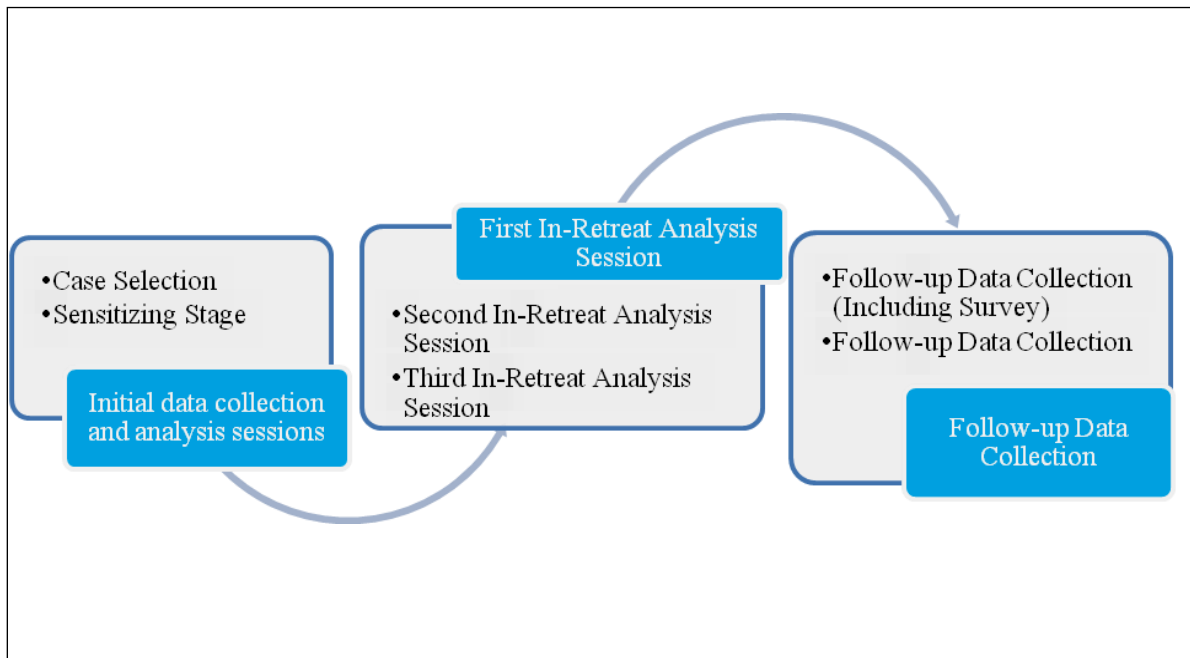 •Case Selection
•Sensitizing Stage
Initial data collection
and analysis sessions
First In-Retreat Analysis
Session
•Second In-Retreat Analysis
Session
•Third In-Retreat Analysis
Session
•Follow-up Data Collection
(Including Survey)
•Follow-up Data Collection
Follow-up Data
Collection